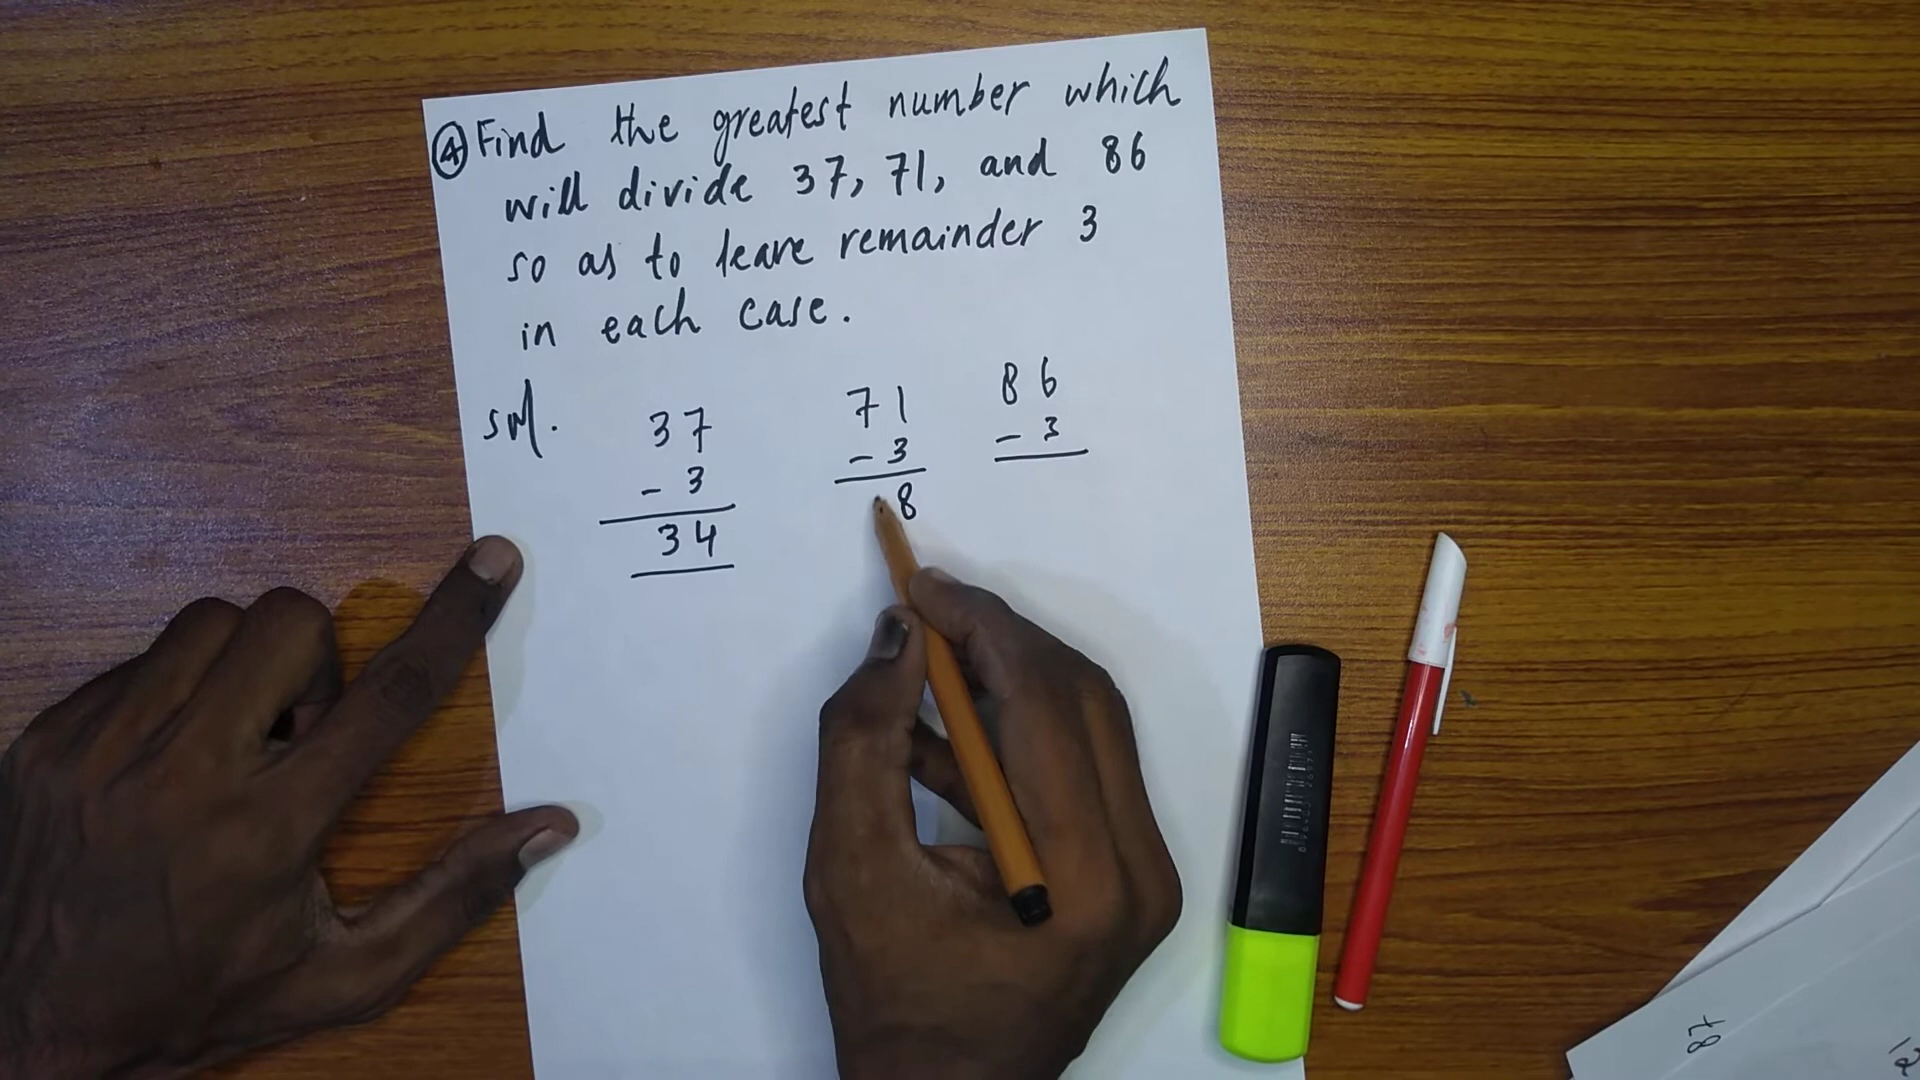 ④ Find the greatest number which
will divide 37, 71, and 86
so as to leave remainder 3
in each case.
sol.
37
- 3
34
71
- 3
8
86
- 3